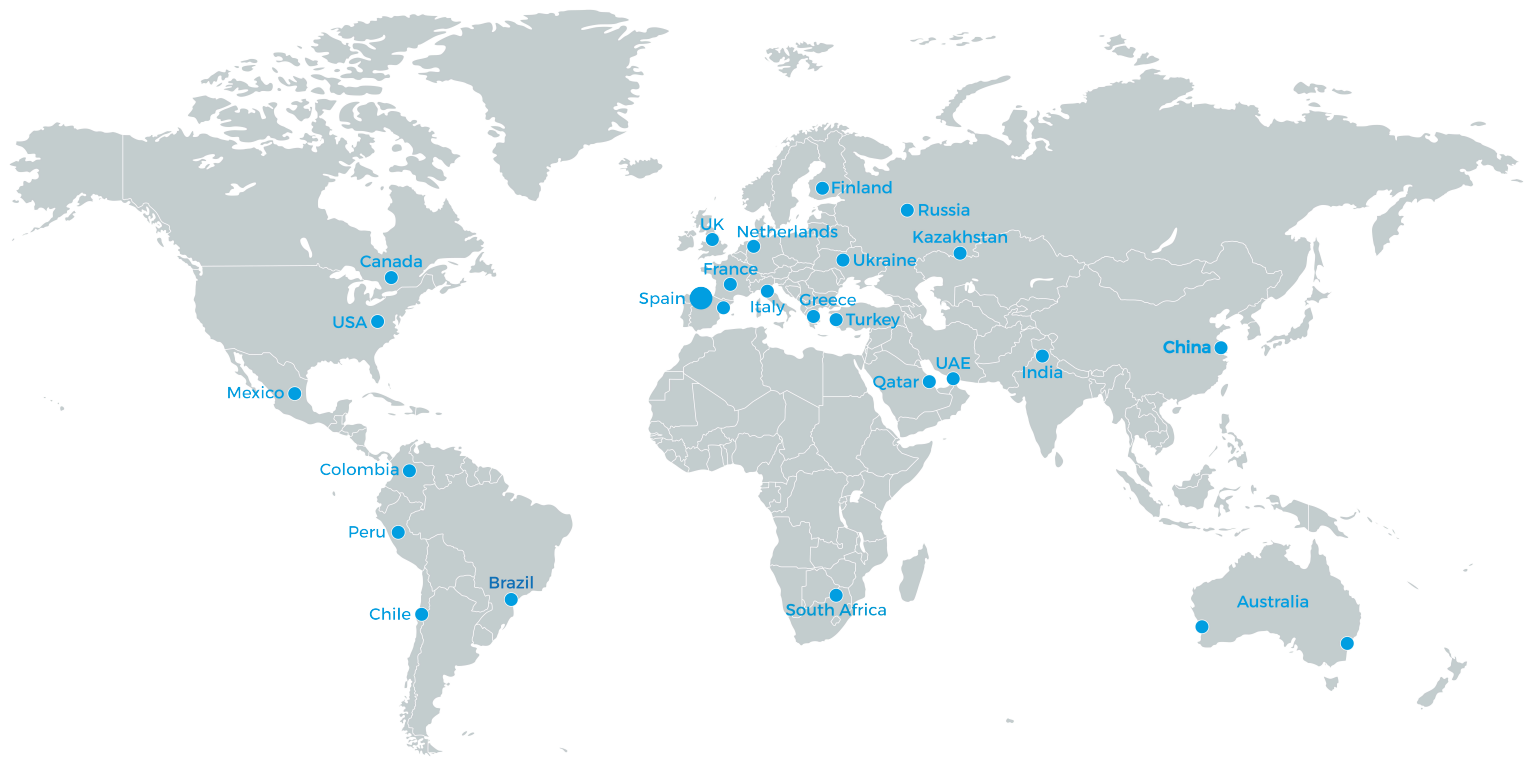 Finland
Russia
UK
Netherlands
Kazakhstan
Canada
Ukraine
France
Spain
Greece
Italy
USA
Turkey
China
UAE
India
Qatar
Mexico
Colombia
Peru
Brazil
Australia
South Africa
Chile